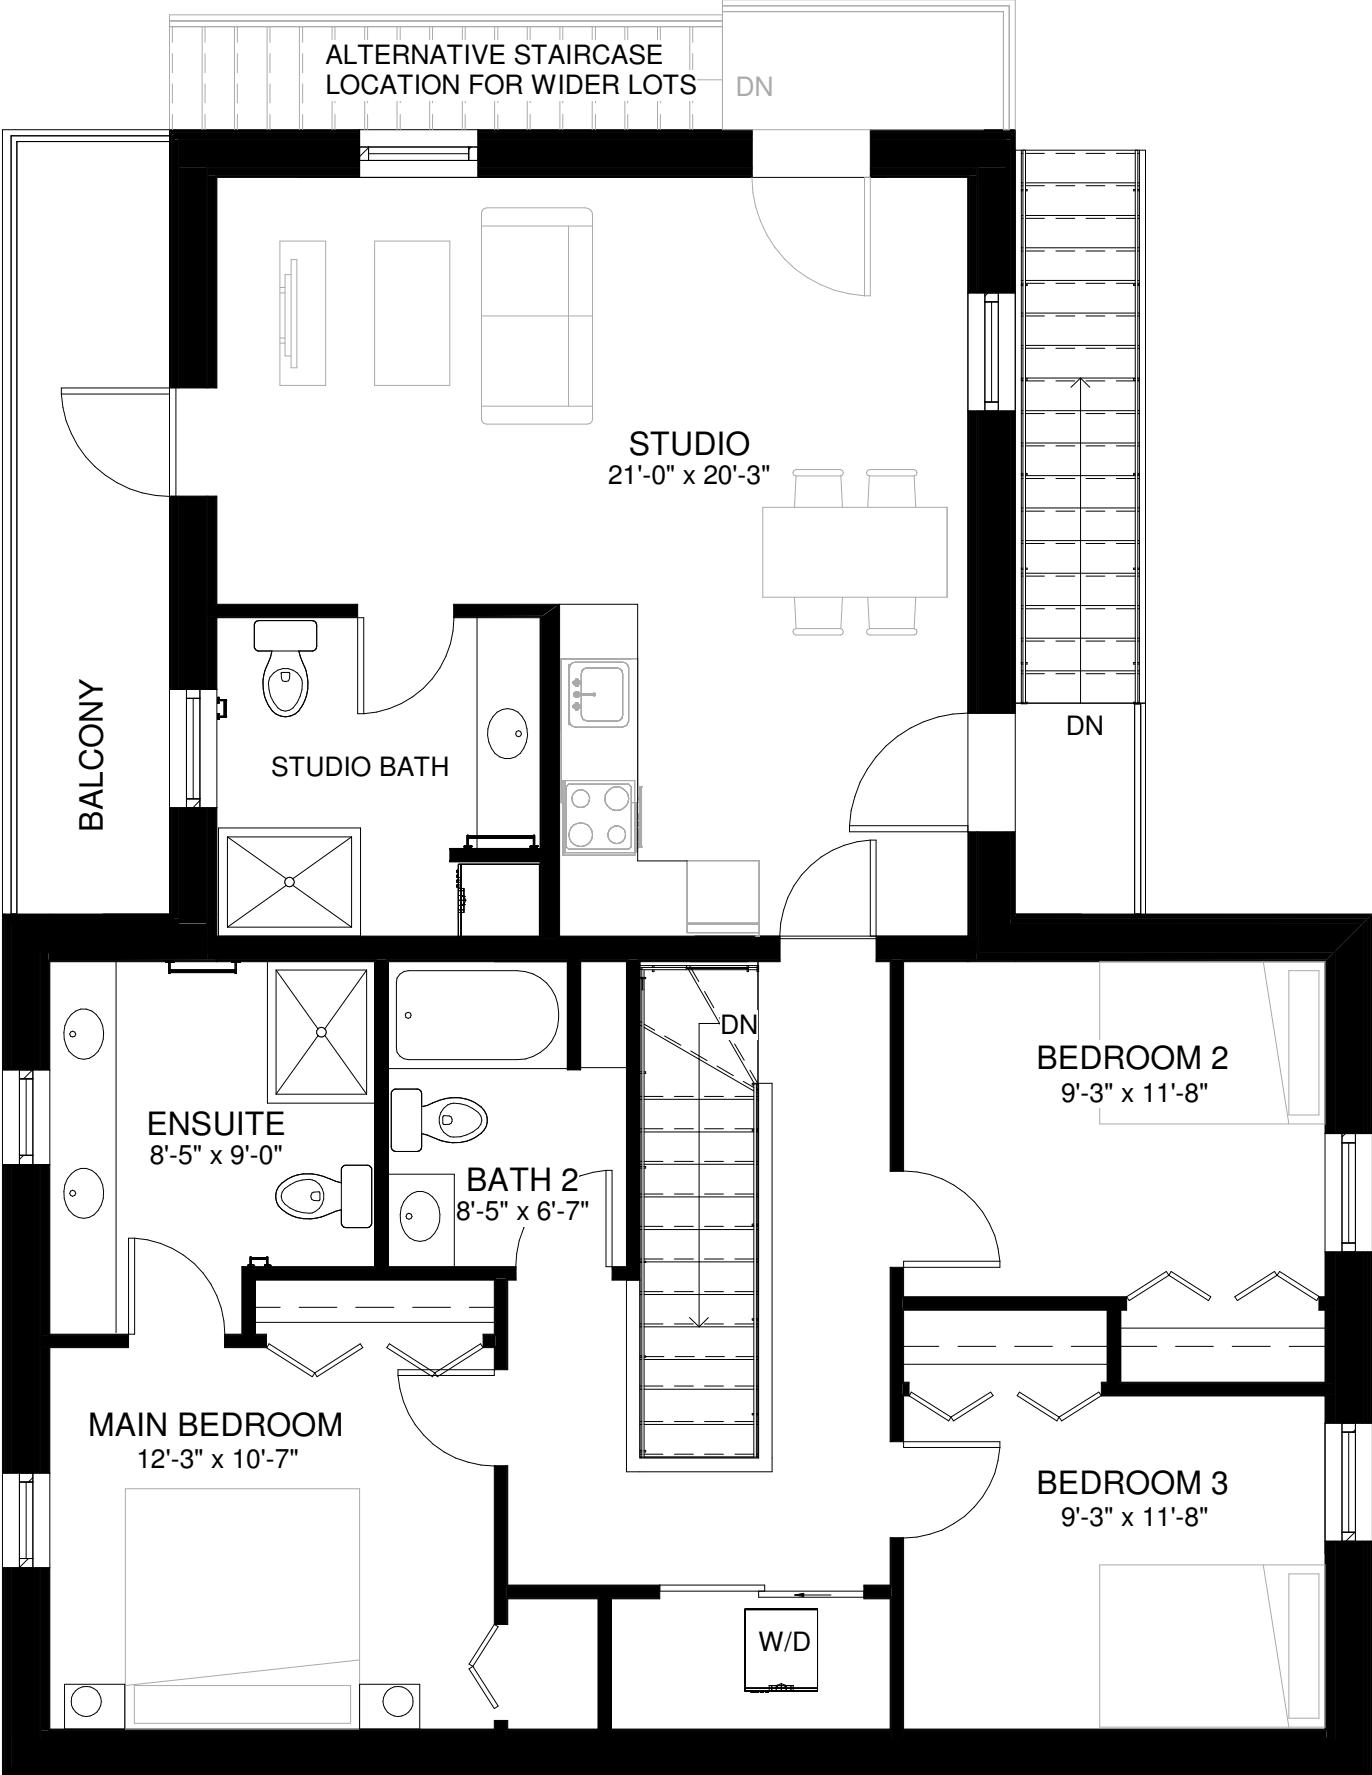 ALTERNATIVE STAIRCASE
LOCATION FOR WIDER LOTS
DN
STUDIO
21'-0" x 20'-3"
BALCONY
DN
STUDIO BATH
DN
BEDROOM 2
9'-3" x 11'-8"
ENSUITE
8'-5" x 9'-0"
BATH 2
8'-5" x 6'-7"
MAIN BEDROOM
12'-3" x 10'-7"
BEDROOM 3
9'-3" x 11'-8"
W/D